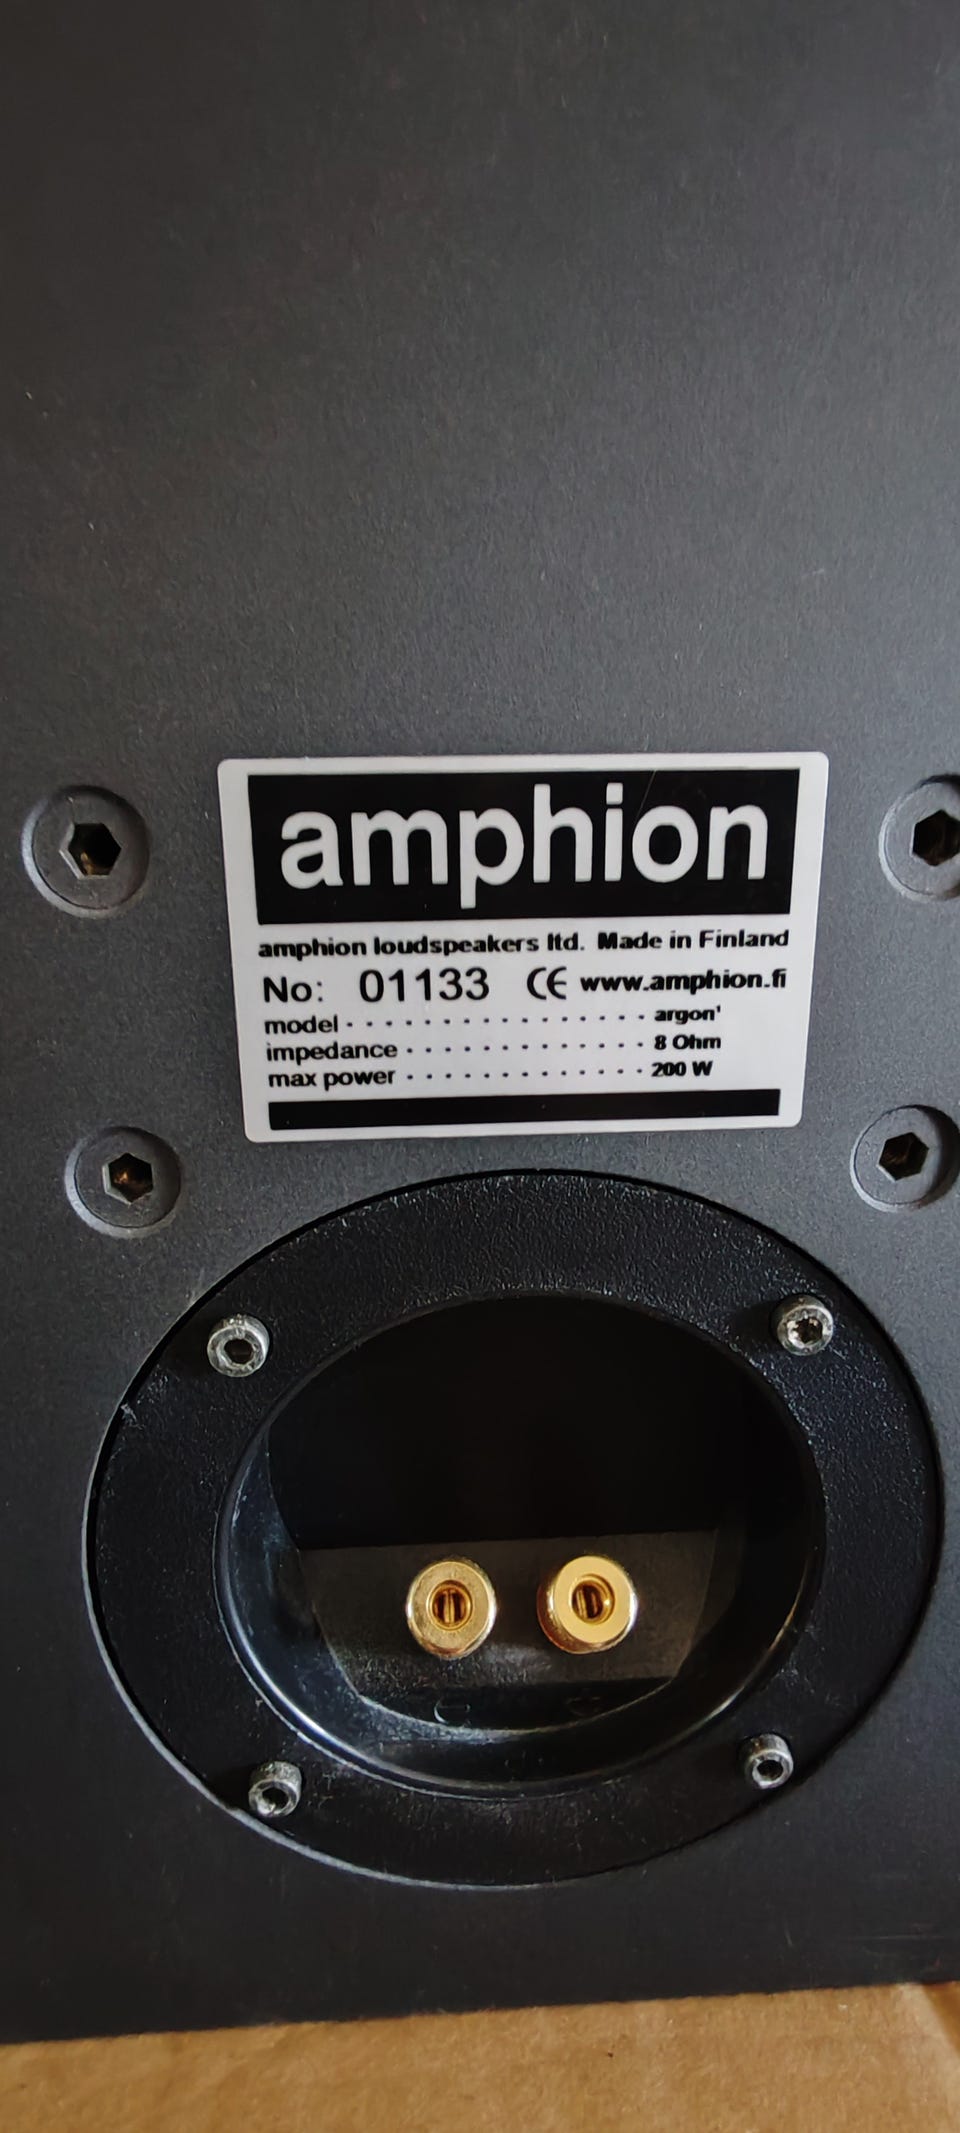 amphion
amphion loudspeakers ltd. Made in Finland
No: 01133 CE www.amphion.fi
model · · · · · · · · · · · · · · · · argon'
impedance · · · · · · · · · · · · · 8 Ohm
max power · · · · · · · · · · · · · 200 W